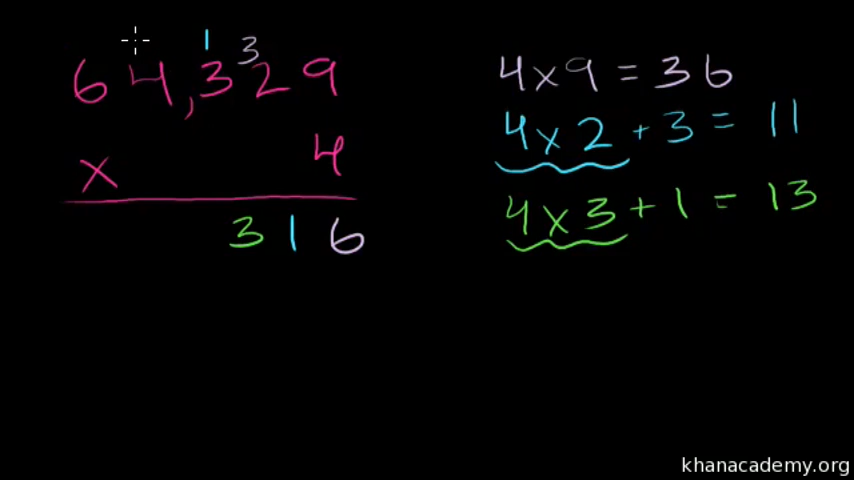 1 3
64,329
x 4
316
4x9=36
4x2+3=11
4x3+1=13
khanacademy.org